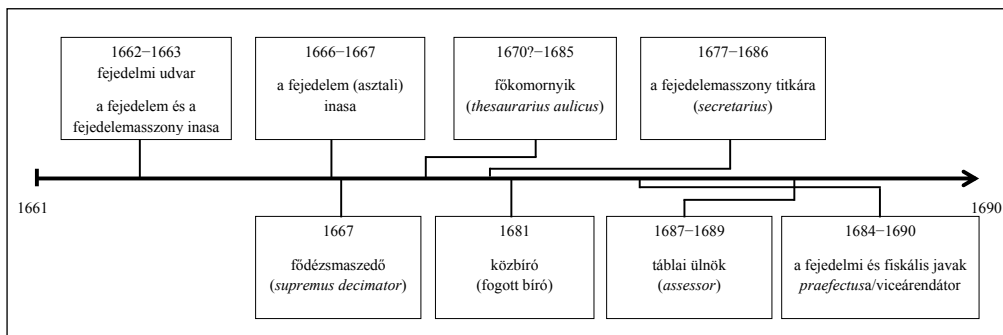 1662−1663
fejedelmi udvar
a fejedelem és a
fejedelemasszony inasa
1666−1667
a fejedelem (asztali)
inasa
1670?−1685
főkomornyik
(thesaurarius aulicus)
1677−1686
a fejedelemasszony titkára
(secretarius)
1661
1690
1667
fődézsmaszedő
(supremus decimator)
1681
közbíró
(fogott bíró)
1687−1689
táblai ülnök
(assessor)
1684−1690
a fejedelmi és fiskális javak
praefectusa/viceárendátor